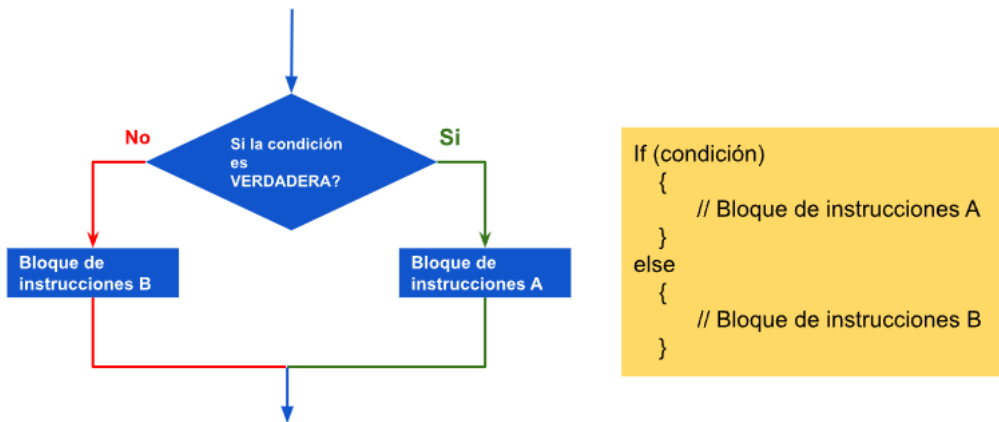 No
Si
Si la condición
es
VERDADERA?
Bloque de
instrucciones B
Bloque de
instrucciones A
If (condición)
{
// Bloque de instrucciones A
}
else
{
// Bloque de instrucciones B
}